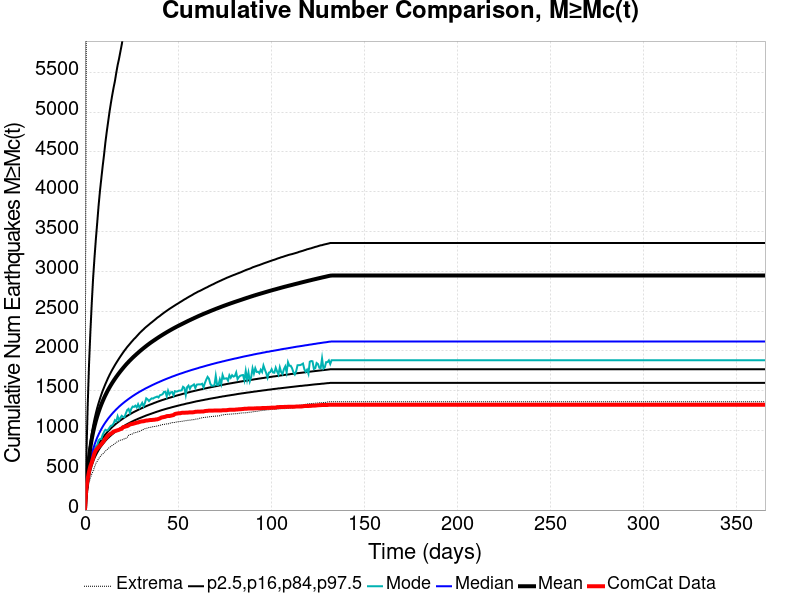 Cumulative Number Comparison, M≥Mc(t)
Cumulative Num Earthquakes M≥Mc(t)
5500
5000
4500
4000
3500
3000
2500
2000
1500
1000
500
0
0 50 100 150 200 250 300 350
Time (days)
Extrema p2.5,p16,p84,p97.5 Mode Median Mean ComCat Data